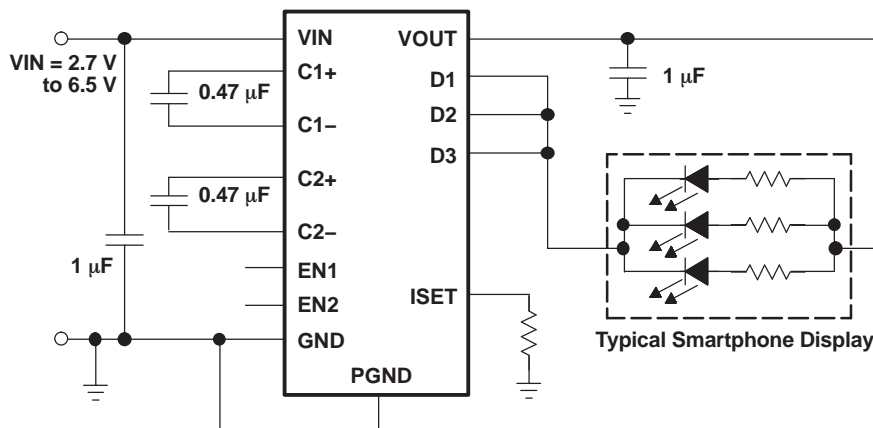 VIN
VOUT
VIN = 2.7 V
to 6.5 V
C1+
0.47 μF
C1–
D1
D2
D3
1 μF
C2+
0.47 μF
C2–
1 μF
EN1
EN2
ISET
GND
PGND
Typical Smartphone Display